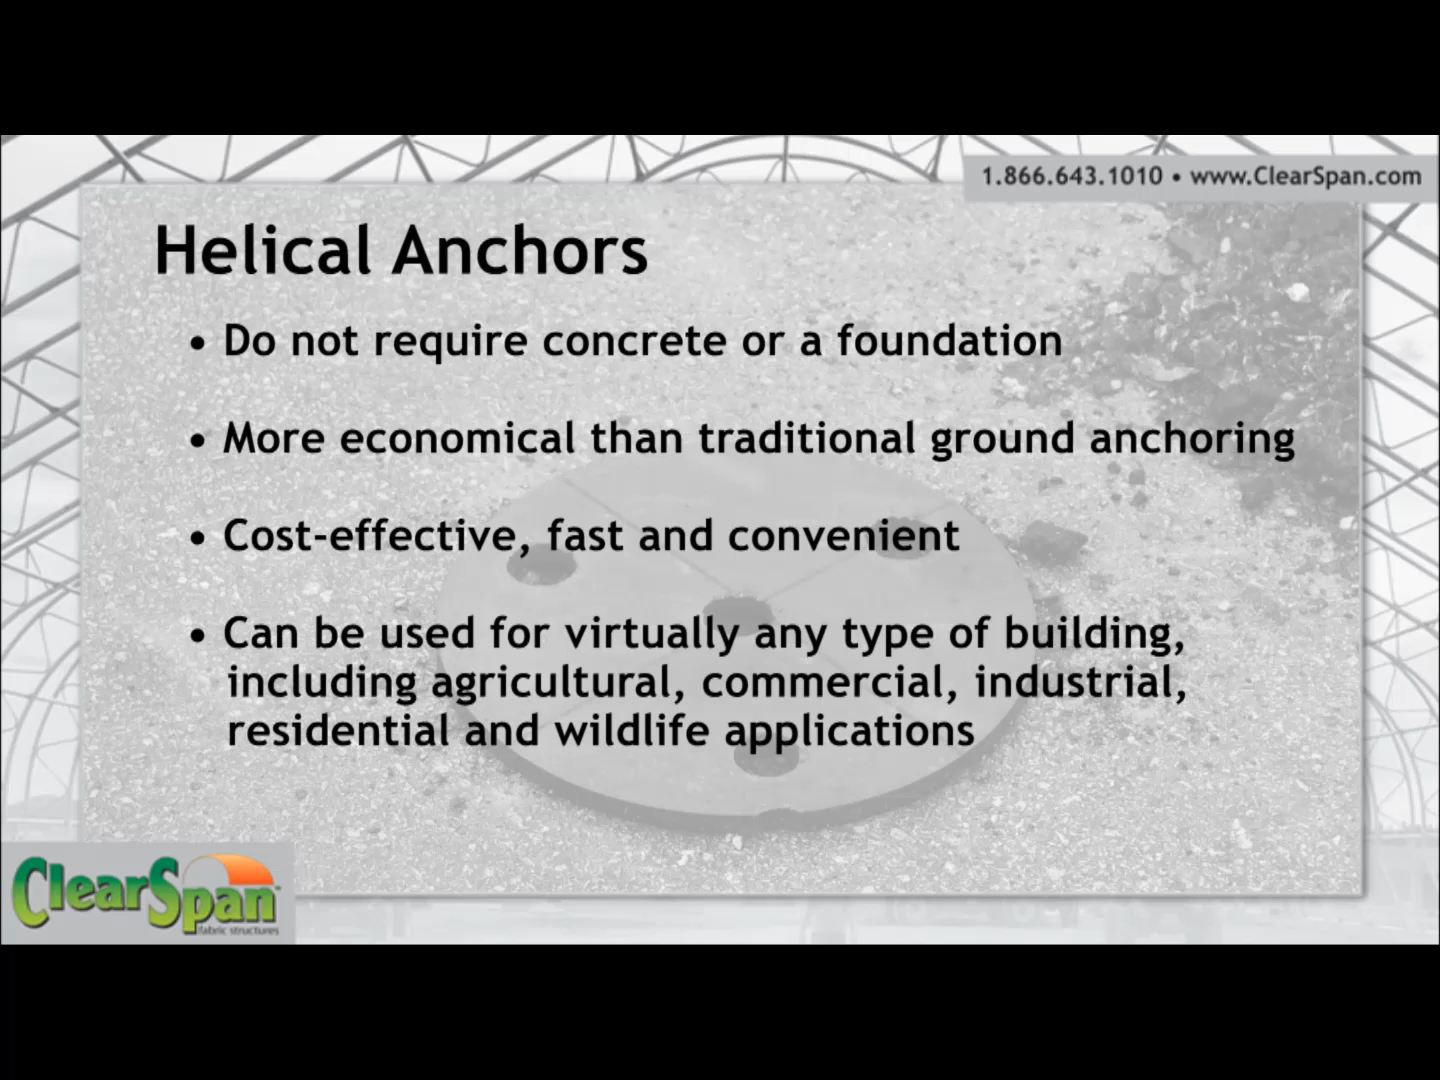 1.866.643.1010 • www.ClearSpan.com
Helical Anchors
• Do not require concrete or a foundation
• More economical than traditional ground anchoring
• Cost-effective, fast and convenient
• Can be used for virtually any type of building,
including agricultural, commercial, industrial,
residential and wildlife applications
ClearSpan
fabric structures